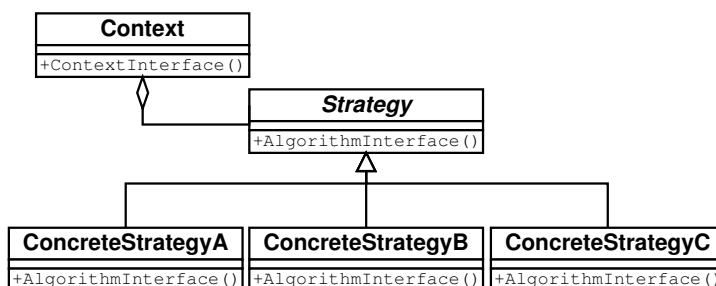 Context
+ContextInterface()
Strategy
+AlgorithmInterface()
ConcreteStrategyA
ConcreteStrategyB
ConcreteStrategyC
+AlgorithmInterface()
+AlgorithmInterface()
+AlgorithmInterface()